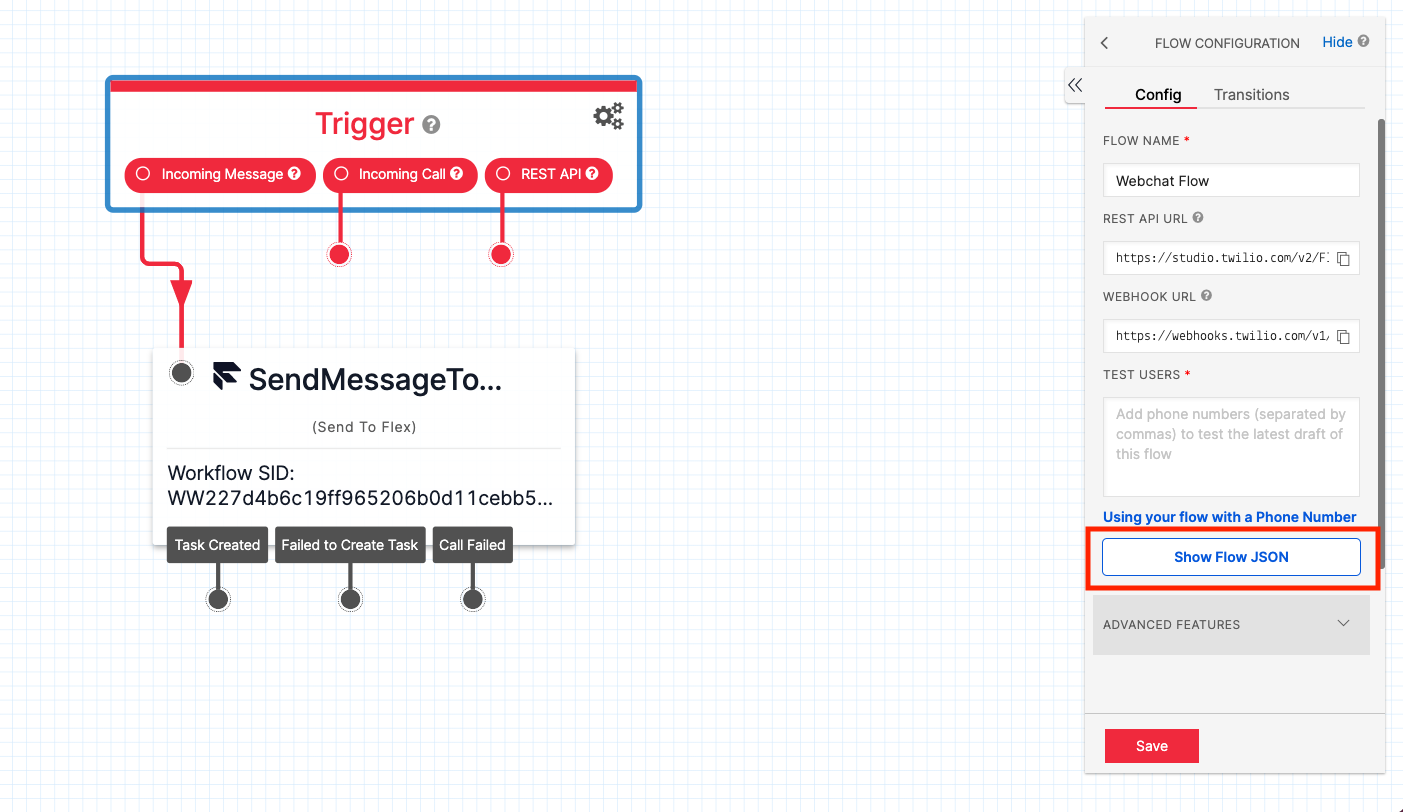 Trigger
Incoming Message
Incoming Call
REST API
SendMessageTo...
(Send To Flex)
Workflow SID:
WW227d4b6c19ff965206b0d11cebb5...
Task Created
Failed to Create Task
Call Failed
FLOW CONFIGURATION
Hide
Config
Transitions
FLOW NAME *
Webchat Flow
REST API URL
https://studio.twilio.com/v2/Fl
WEBHOOK URL
https://webhooks.twilio.com/v1/
TEST USERS *
Add phone numbers (separated by
commas) to test the latest draft of
this flow
Using your flow with a Phone Number
Show Flow JSON
ADVANCED FEATURES
Save